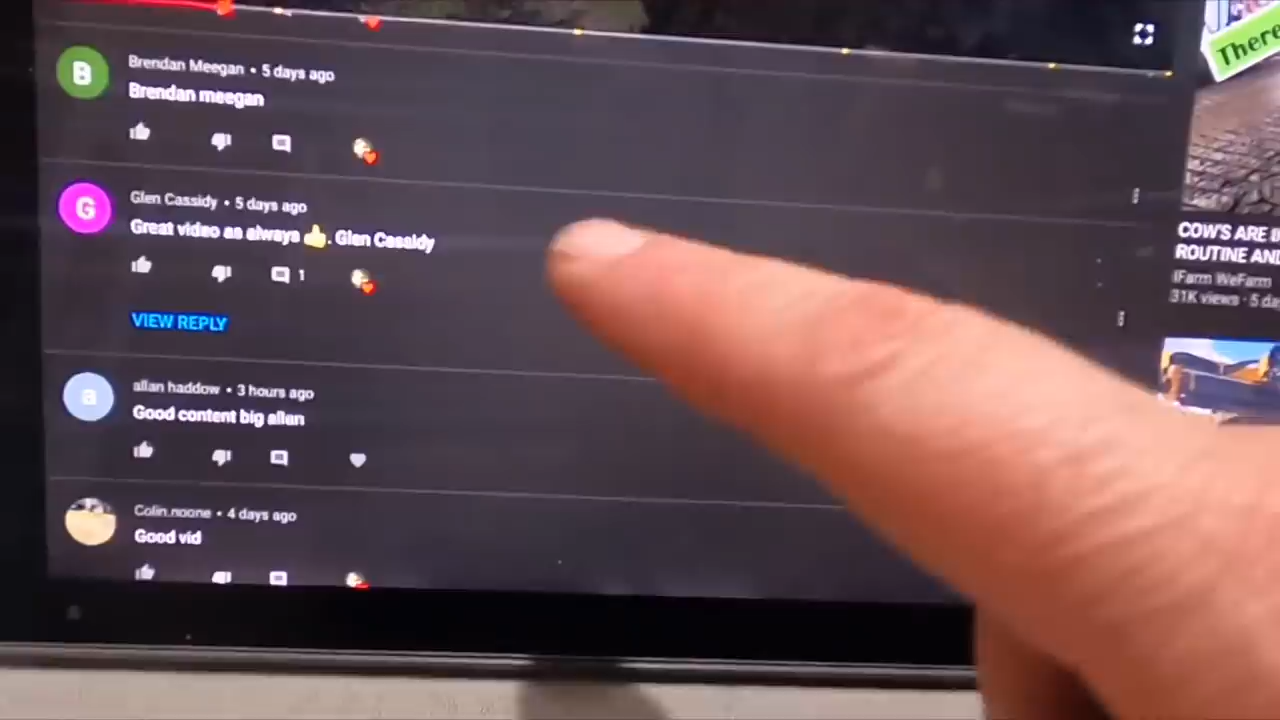 There
Brendan Meegan • 5 days ago
Brendan meegan
Glen Cassidy • 5 days ago
Great video as always 👍. Glen Cassidy
1
VIEW REPLY
allan haddow • 3 hours ago
Good content big allan
Colin.noone • 4 days ago
Good vid
COW'S ARE
ROUTINE AND
IFarm WeFarm
31K views · 5 da
B
G
a